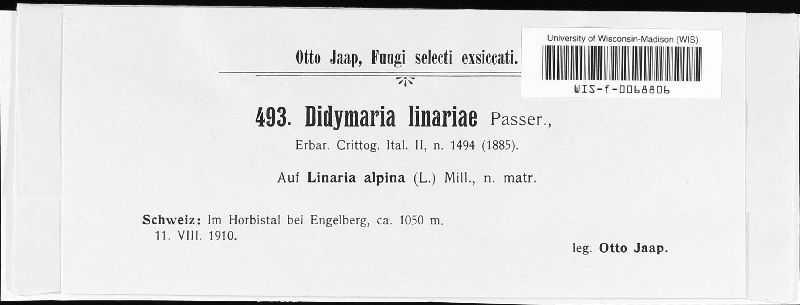 University of Wisconsin-Madison (WIS)
WIS-f-0068806
Otto Jaap, Fungi selecti exsiccati.
493. Didymaria linariae Passer.,
Erbar. Crittog. Ital. II, n. 1494 (1885).
Auf Linaria alpina (L.) Mill., n. matr.
Schweiz: Im Horbistal bei Engelberg, ca. 1050 m.
11. VIII. 1910.
leg. Otto Jaap.